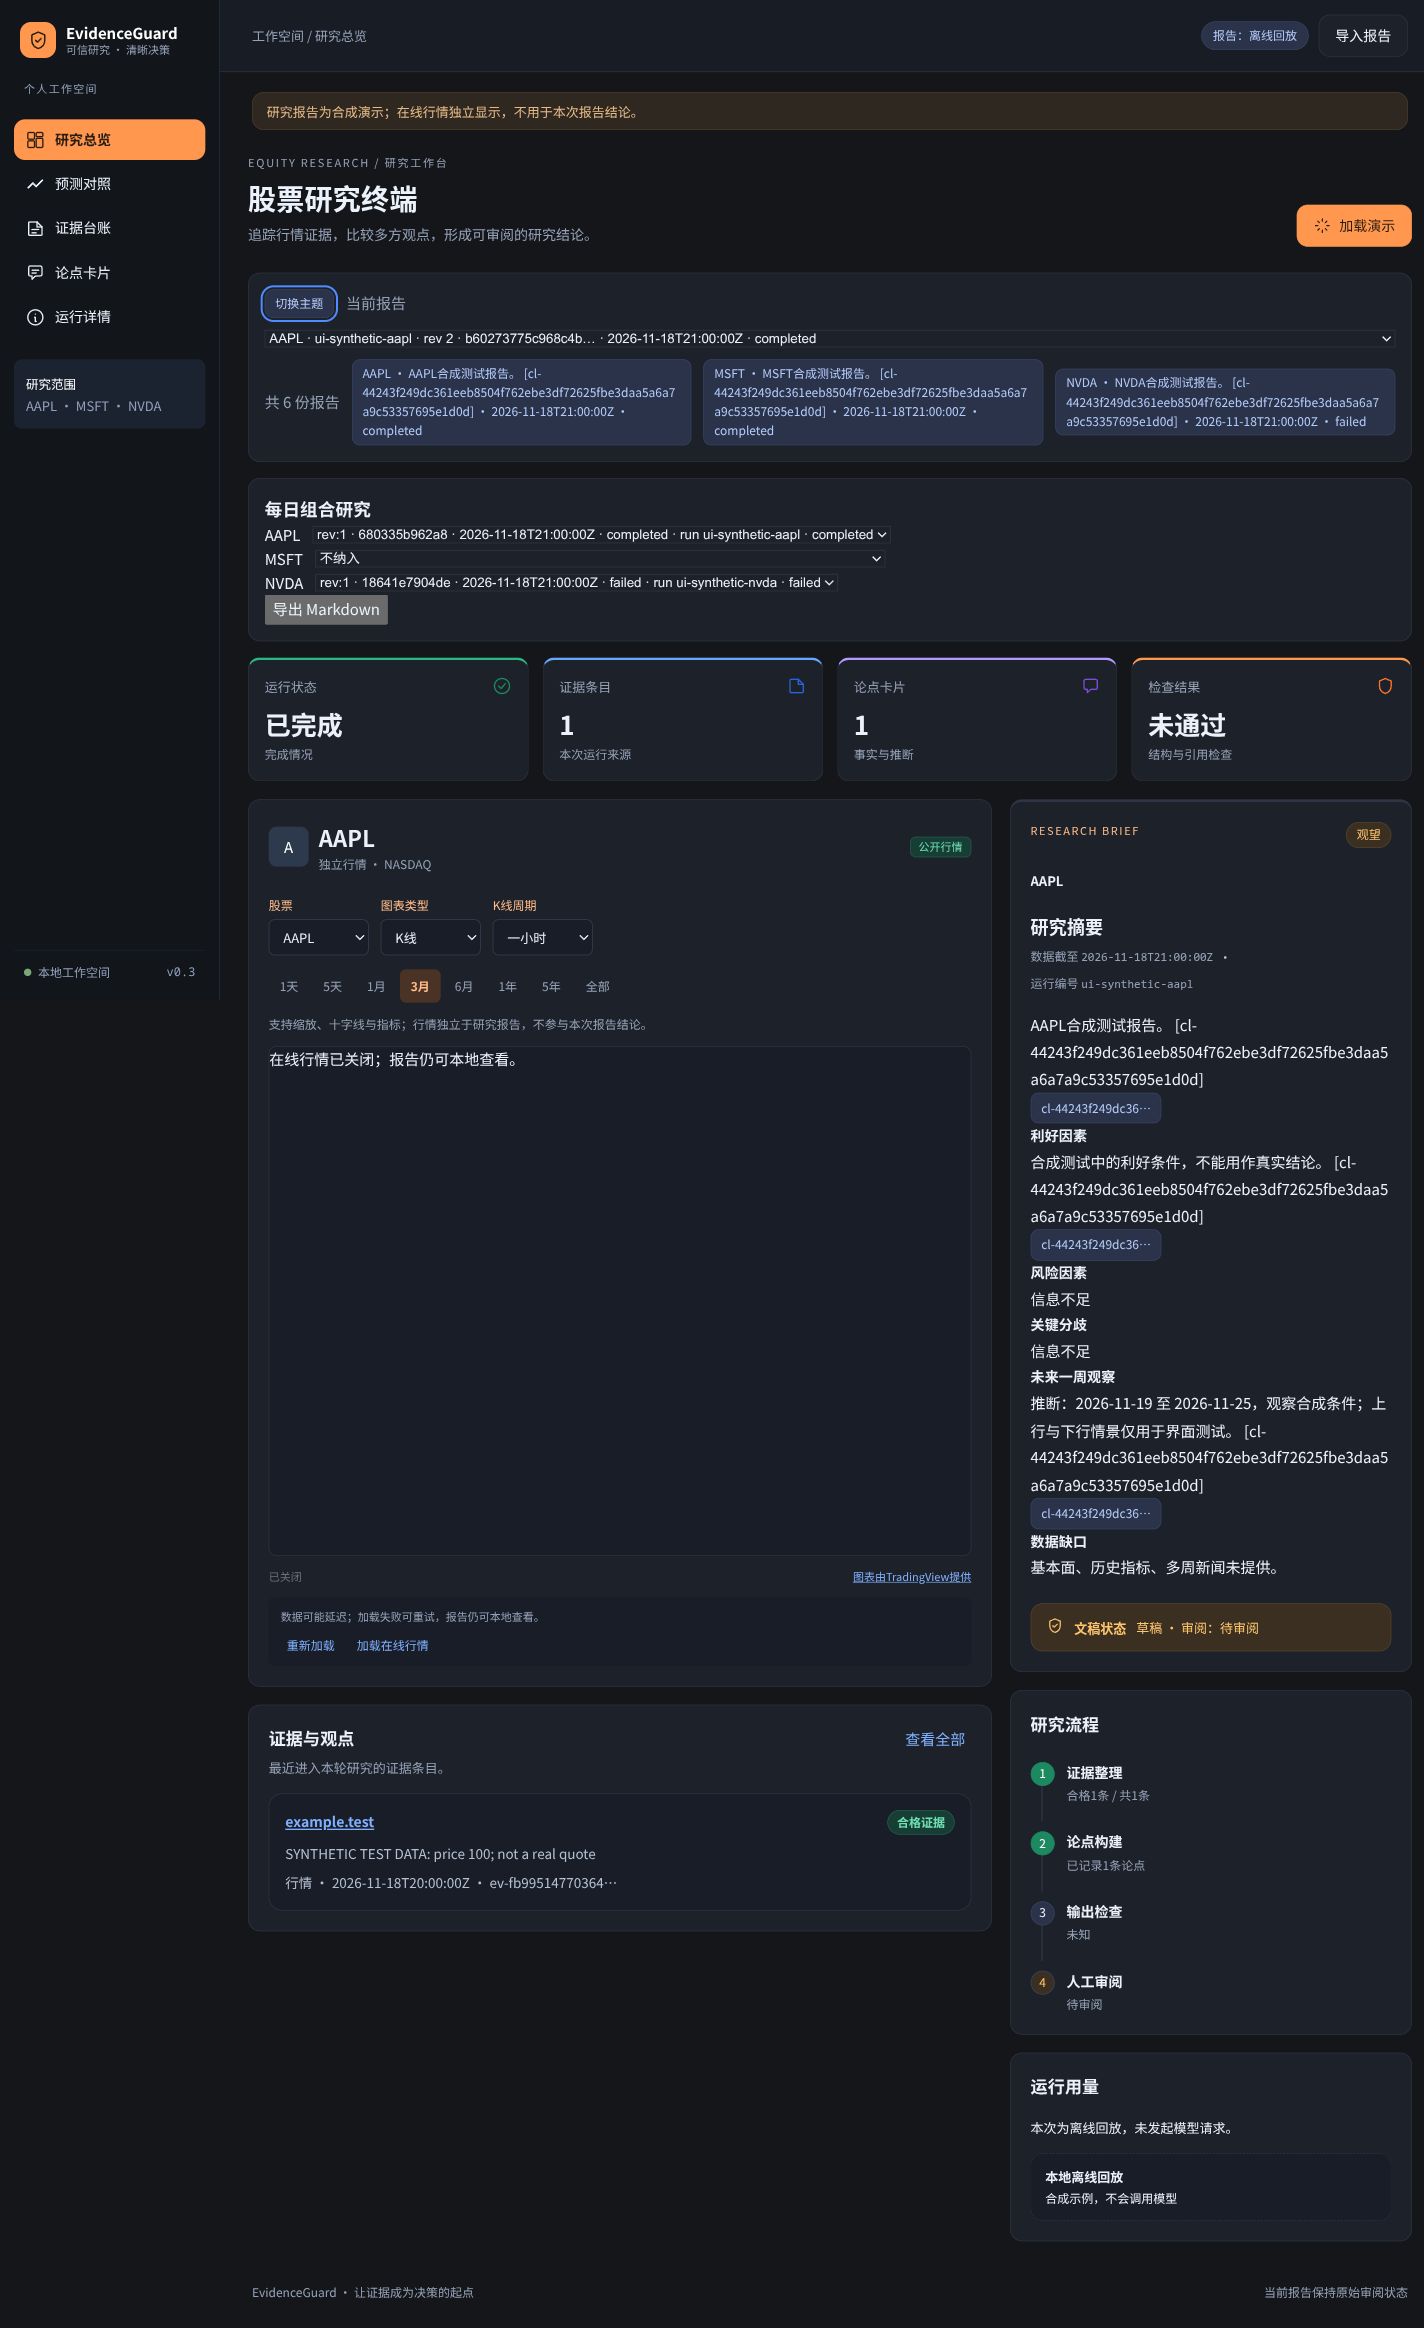 EvidenceGuard
可信研究 · 清晰决策
个人工作空间
研究总览
预测对照
证据台账
论点卡片
运行详情
研究范围
AAPL · MSFT · NVDA
本地工作空间 v0.3
工作空间 / 研究总览
报告：离线回放
导入报告
研究报告为合成演示；在线行情独立显示，不用于本次报告结论。
EQUITY RESEARCH / 研究工作台
股票研究终端
追踪行情证据，比较多方观点，形成可审阅的研究结论。
加载演示
切换主题 当前报告
AAPL · ui-synthetic-aapl · rev 2 · b60273775c968c4b… · 2026-11-18T21:00:00Z · completed
共 6 份报告
AAPL · AAPL合成测试报告。 [cl-
44243f249dc361eeb8504f762ebe3df72625fbe3daa5a6a7
a9c53357695e1d0d] · 2026-11-18T21:00:00Z ·
completed
MSFT · MSFT合成测试报告。 [cl-
44243f249dc361eeb8504f762ebe3df72625fbe3daa5a6a7
a9c53357695e1d0d] · 2026-11-18T21:00:00Z ·
completed
NVDA · NVDA合成测试报告。 [cl-
44243f249dc361eeb8504f762ebe3df72625fbe3daa5a6a7
a9c53357695e1d0d] · 2026-11-18T21:00:00Z · failed
每日组合研究
AAPL rev:1 · 680335b962a8 · 2026-11-18T21:00:00Z · completed · run ui-synthetic-aapl · completed
MSFT 不纳入
NVDA rev:1 · 18641e7904de · 2026-11-18T21:00:00Z · failed · run ui-synthetic-nvda · failed
导出 Markdown
运行状态
已完成
完成情况
证据条目
1
本次运行来源
论点卡片
1
事实与推断
检查结果
未通过
结构与引用检查
A
AAPL
独立行情 · NASDAQ
公开行情
股票 图表类型 K线周期
AAPL K线 一小时
1天 5天 1月 3月 6月 1年 5年 全部
支持缩放、十字线与指标；行情独立于研究报告，不参与本次报告结论。
在线行情已关闭；报告仍可本地查看。
已关闭 图表由TradingView提供
数据可能延迟；加载失败可重试，报告仍可本地查看。
重新加载 加载在线行情
证据与观点
查看全部
最近进入本轮研究的证据条目。
example.test
合格证据
SYNTHETIC TEST DATA: price 100; not a real quote
行情 · 2026-11-18T20:00:00Z · ev-fb99514770364…
RESEARCH BRIEF
观望
AAPL
研究摘要
数据截至 2026-11-18T21:00:00Z ·
运行编号 ui-synthetic-aapl
AAPL合成测试报告。 [cl-
44243f249dc361eeb8504f762ebe3df72625fbe3daa5
a6a7a9c53357695e1d0d]
cl-44243f249dc36…
利好因素
合成测试中的利好条件，不能用作真实结论。 [cl-
44243f249dc361eeb8504f762ebe3df72625fbe3daa5
a6a7a9c53357695e1d0d]
cl-44243f249dc36…
风险因素
信息不足
关键分歧
信息不足
未来一周观察
推断：2026-11-19 至 2026-11-25，观察合成条件；上
行与下行情景仅用于界面测试。 [cl-
44243f249dc361eeb8504f762ebe3df72625fbe3daa5
a6a7a9c53357695e1d0d]
cl-44243f249dc36…
数据缺口
基本面、历史指标、多周新闻未提供。
文稿状态 草稿 · 审阅：待审阅
研究流程
1 证据整理
合格1条 / 共1条
2 论点构建
已记录1条论点
3 输出检查
未知
4 人工审阅
待审阅
运行用量
本次为离线回放，未发起模型请求。
本地离线回放
合成示例，不会调用模型
EvidenceGuard · 让证据成为决策的起点
当前报告保持原始审阅状态